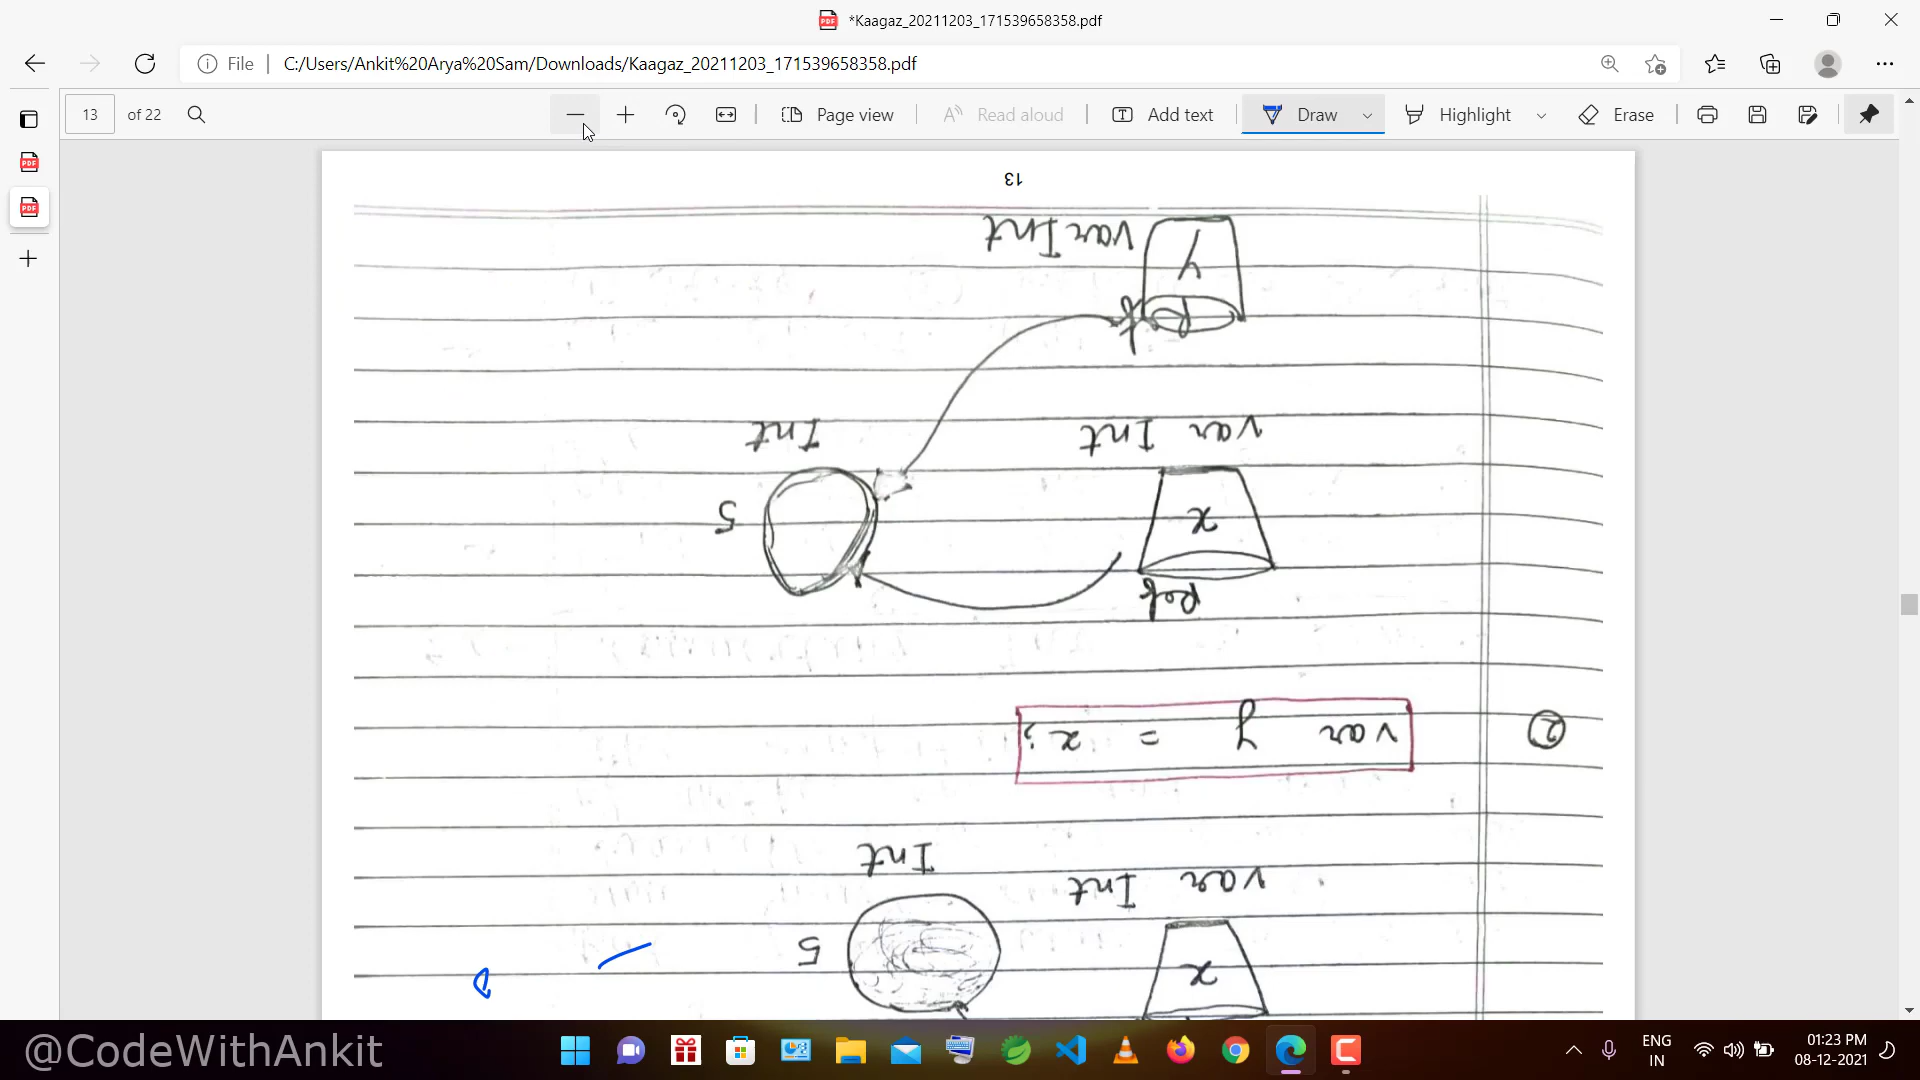 *Kaagaz_20211203_171539658358.pdf
File
C:/Users/Ankit%20Arya%20Sam/Downloads/Kaagaz_20211203_171539658358.pdf
13 of 22
Page view
Read aloud
Add text
Draw
Highlight
Erase
13
② var y = x;
var Int
Int
x
5
Ref
x
5
var Int
Int
Ref
y
var Int
@CodeWithAnkit
ENG
IN
01:23 PM
08-12-2021